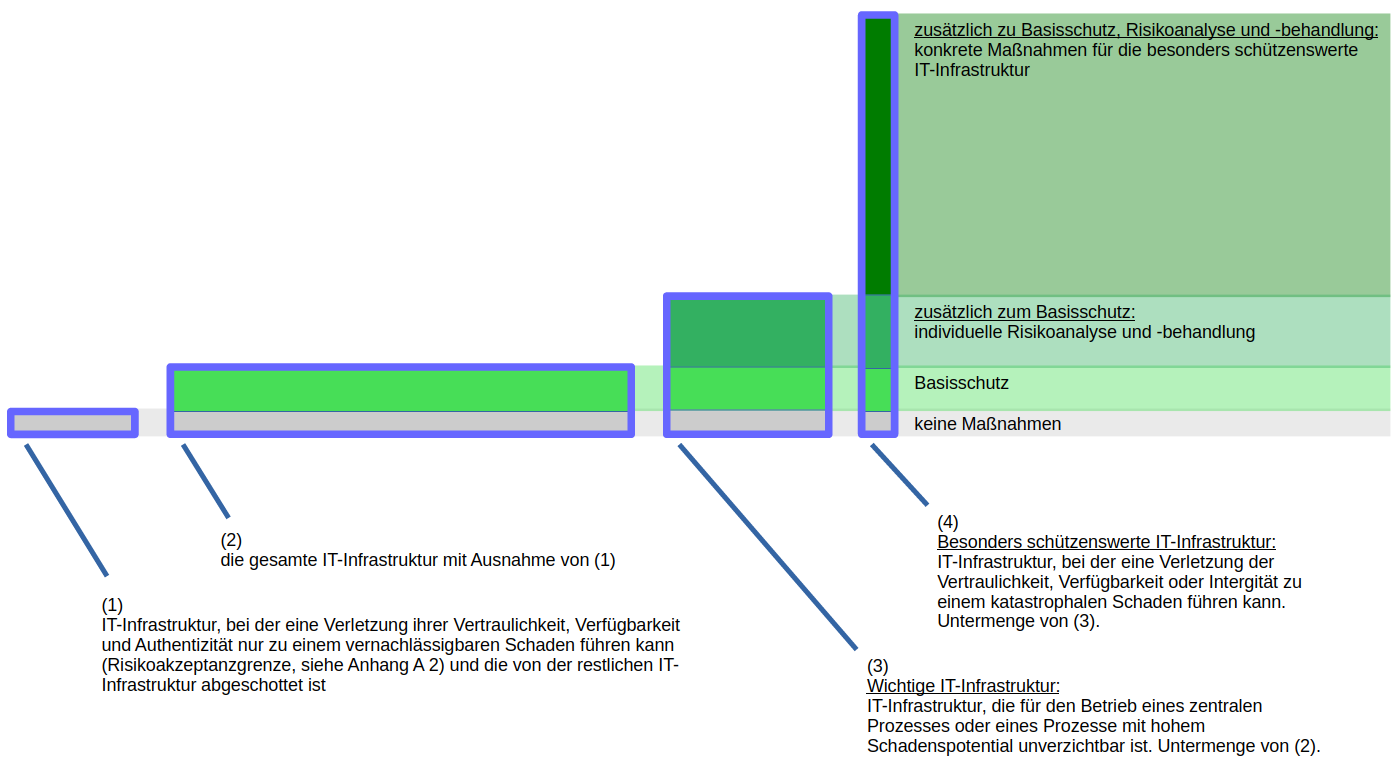 zusätzlich zu Basisschutz, Risikoanalyse und -behandlung:
konkrete Maßnahmen für die besonders schützenswerte
IT-Infrastruktur
zusätzlich zum Basisschutz:
individuelle Risikoanalyse und -behandlung
Basisschutz
keine Maßnahmen
(1)
IT-Infrastruktur, bei der eine Verletzung ihrer Vertraulichkeit, Verfügbarkeit
und Authentizität nur zu einem vernachlässigbaren Schaden führen kann
(Risikoakzeptanzgrenze, siehe Anhang A 2) und die von der restlichen IT-
Infrastruktur abgeschottet ist
(2)
die gesamte IT-Infrastruktur mit Ausnahme von (1)
(3)
Wichtige IT-Infrastruktur:
IT-Infrastruktur, die für den Betrieb eines zentralen
Prozesses oder eines Prozesse mit hohem
Schadenspotential unverzichtbar ist. Untermenge von (2).
(4)
Besonders schützenswerte IT-Infrastruktur:
IT-Infrastruktur, bei der eine Verletzung der
Vertraulichkeit, Verfügbarkeit oder Intergität zu
einem katastrophalen Schaden führen kann.
Untermenge von (3).